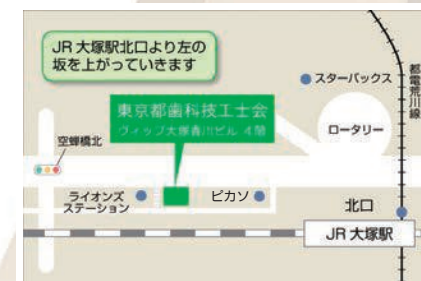 JR 大塚駅北口より左の
坂を上がっていきます
スターバックス
都電荒川線
東京都歯科技工士会
ヴィップ大塚香川ビル 4階
ロータリー
空蝉橋北
ライオンズ
ステーション
ピカソ
北口
JR 大塚駅